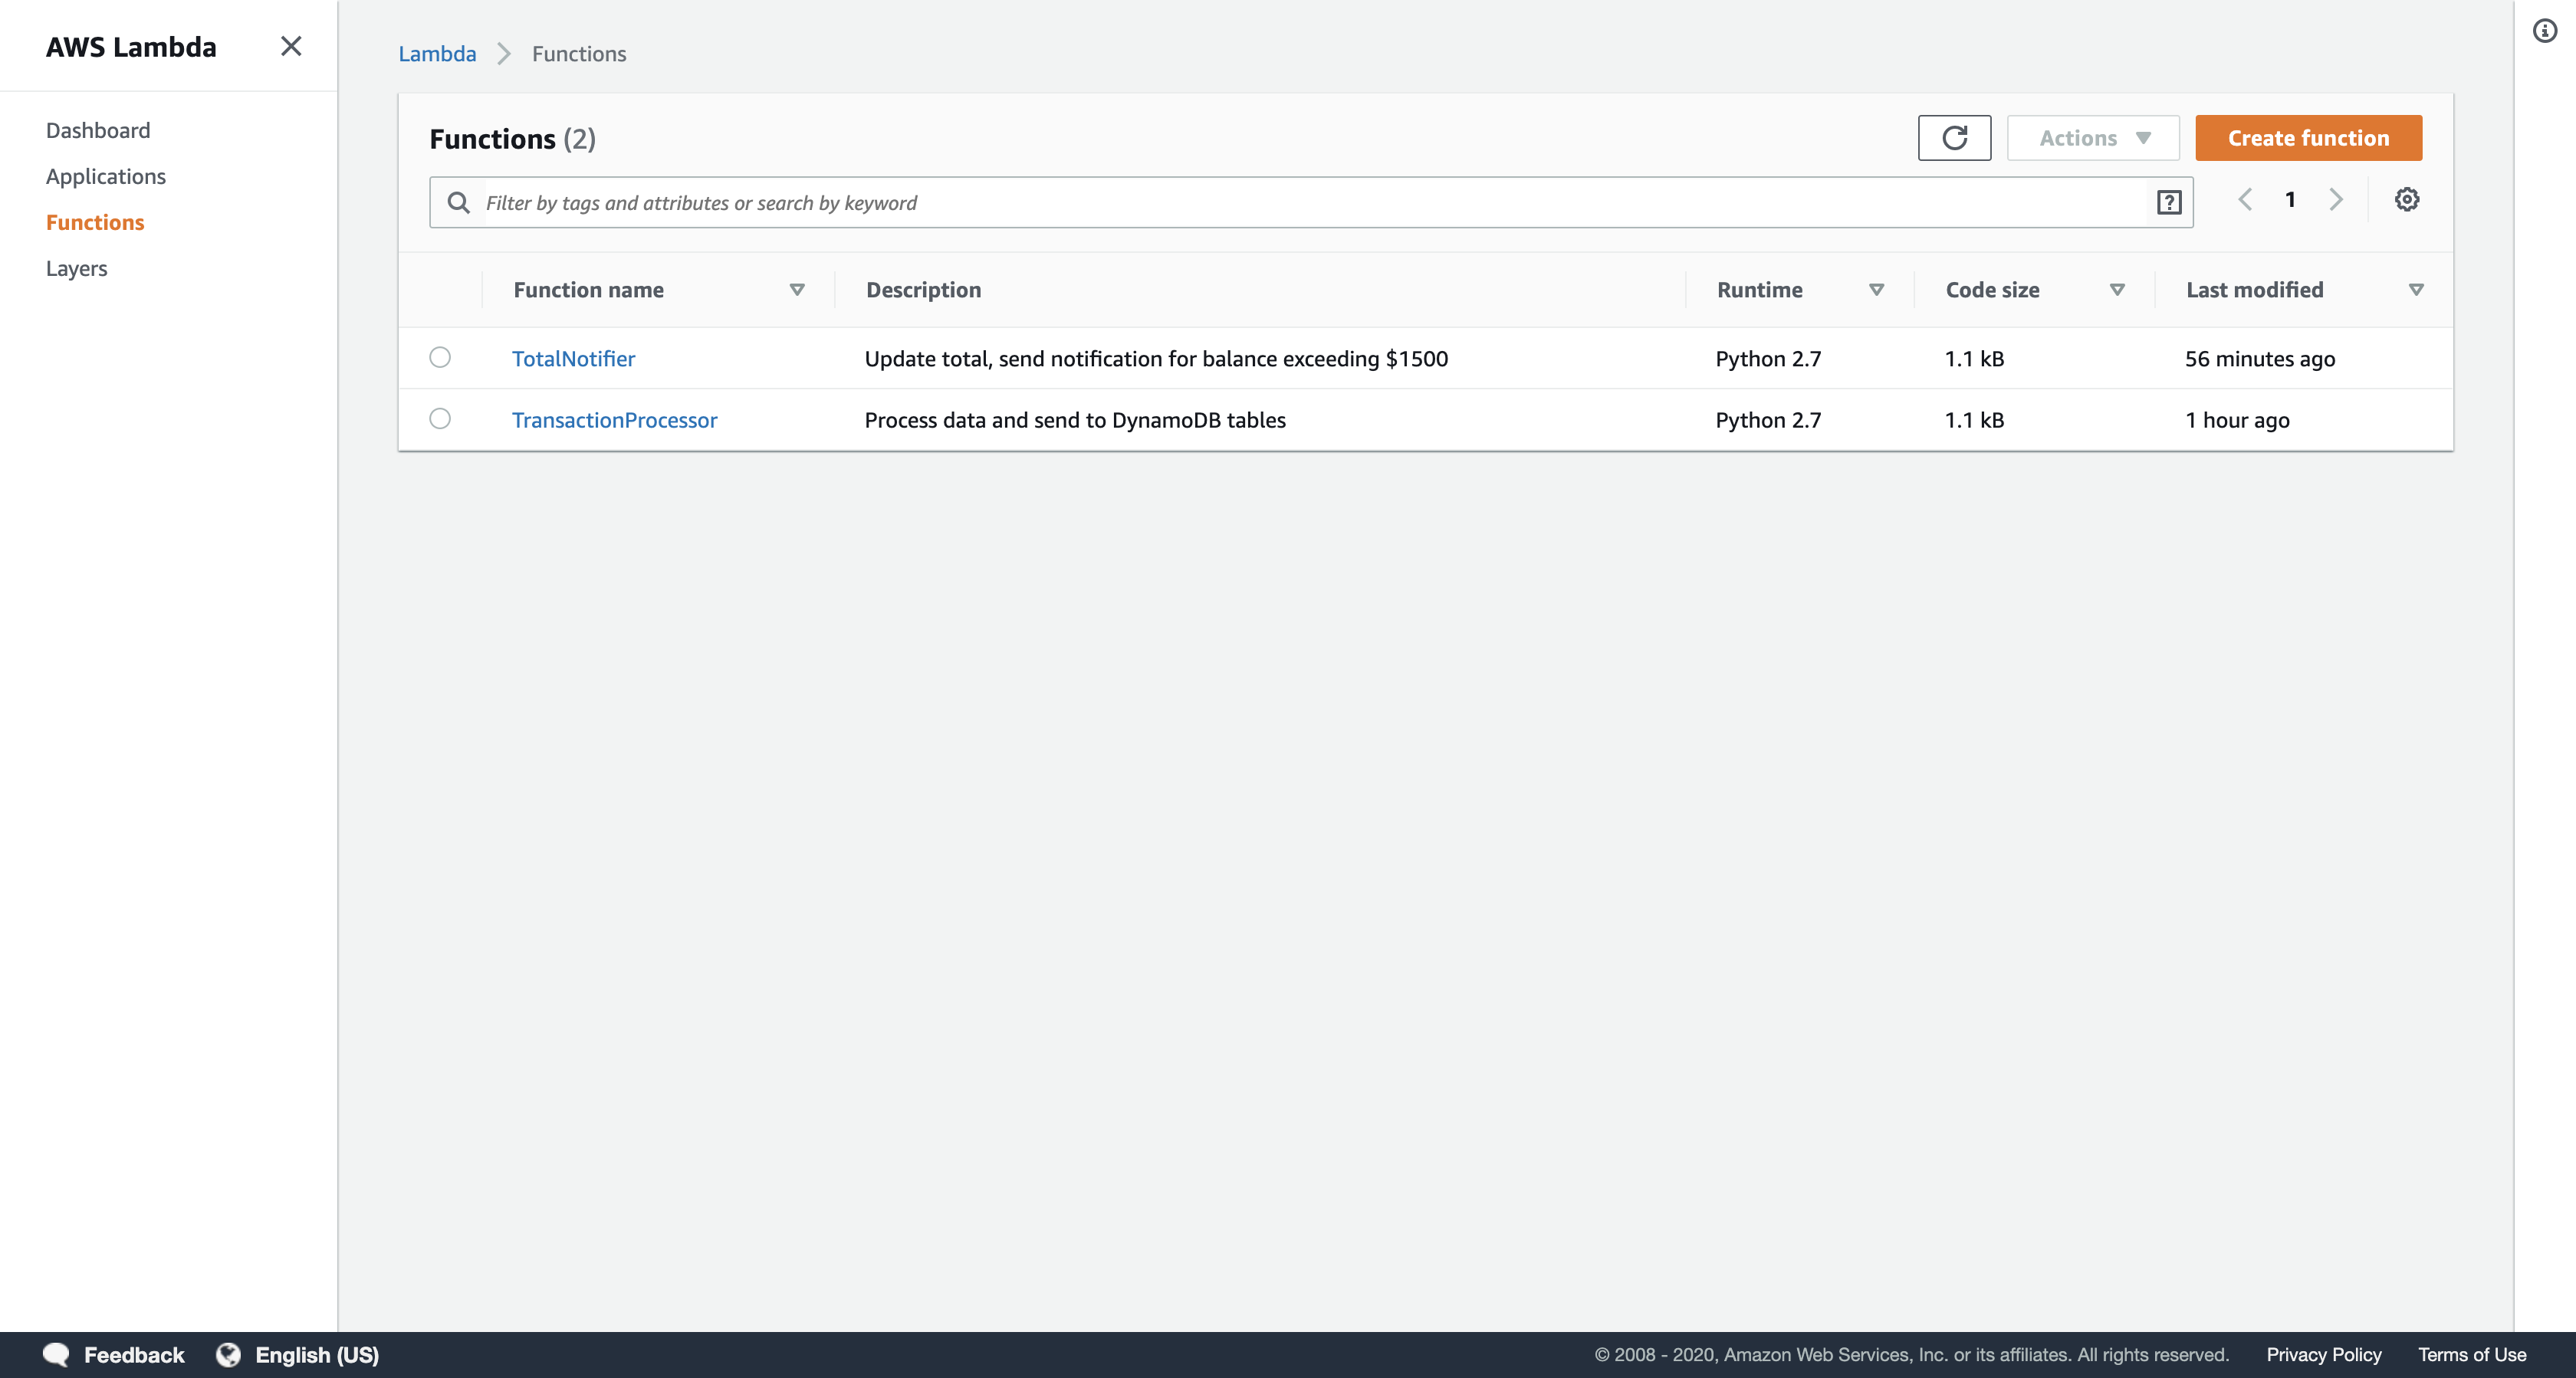 AWS Lambda
Dashboard
Applications
Functions
Layers
Lambda Functions
Functions (2)
Actions Create function
Filter by tags and attributes or search by keyword ? 1
Function name Description Runtime Code size Last modified
TotalNotifier Update total, send notification for balance exceeding $1500 Python 2.7 1.1 kB 56 minutes ago
TransactionProcessor Process data and send to DynamoDB tables Python 2.7 1.1 kB 1 hour ago
Feedback English (US) © 2008 - 2020, Amazon Web Services, Inc. or its affiliates. All rights reserved. Privacy Policy Terms of Use